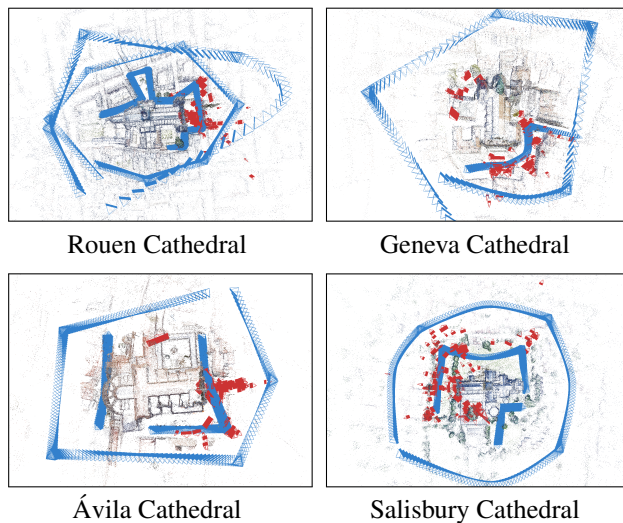 Rouen Cathedral
Geneva Cathedral
Ávila Cathedral
Salisbury Cathedral